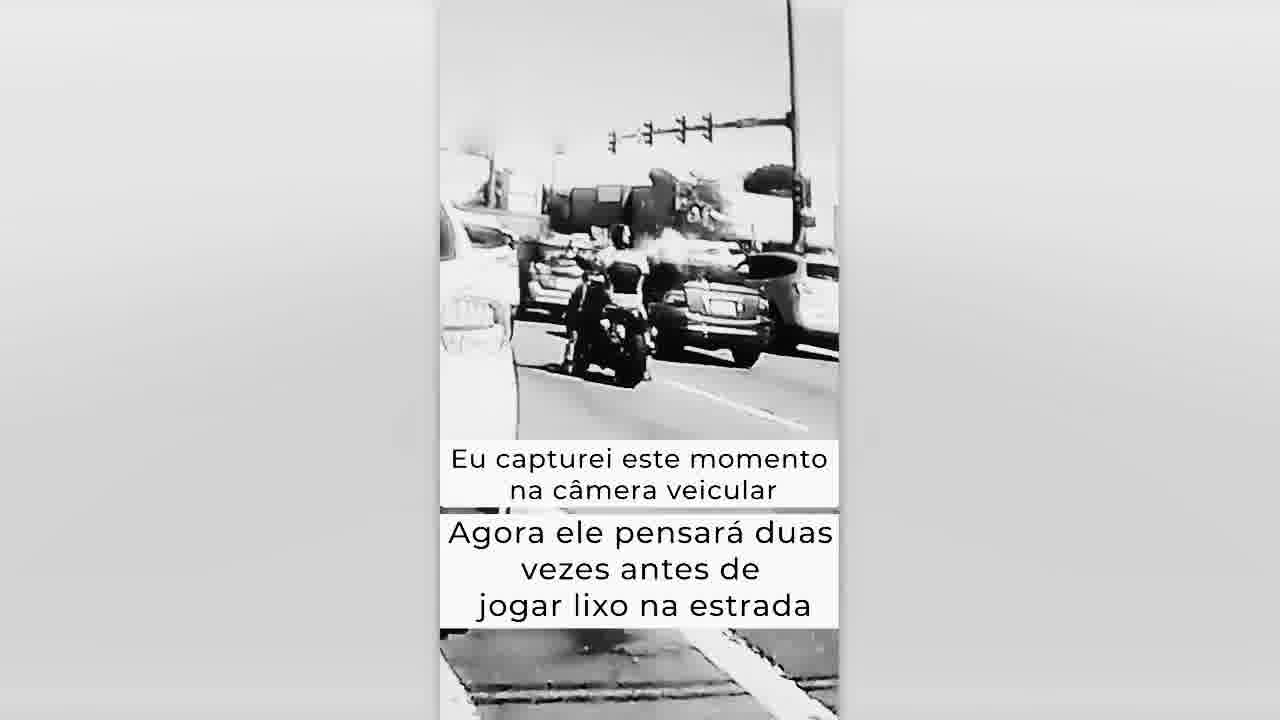 Eu capturei este momento
na câmera veicular
Agora ele pensará duas
vezes antes de
jogar lixo na estrada